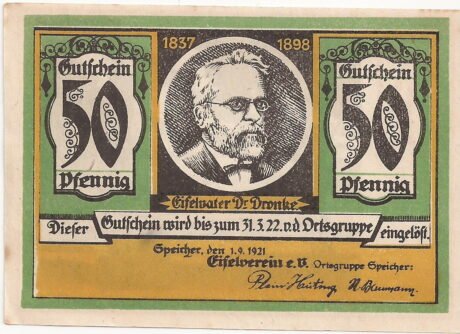 1837 1898
Gutschein 50 Pfennig
Gutschein 50 Pfennig
Eifelvater Dr Dronke
Dieser Gutschein wird bis zum 31.3.22 v.d Ortsgruppe eingelöst.
Speicher, den 1.9.1921
Eifelverein e.V. Ortsgruppe Speicher: